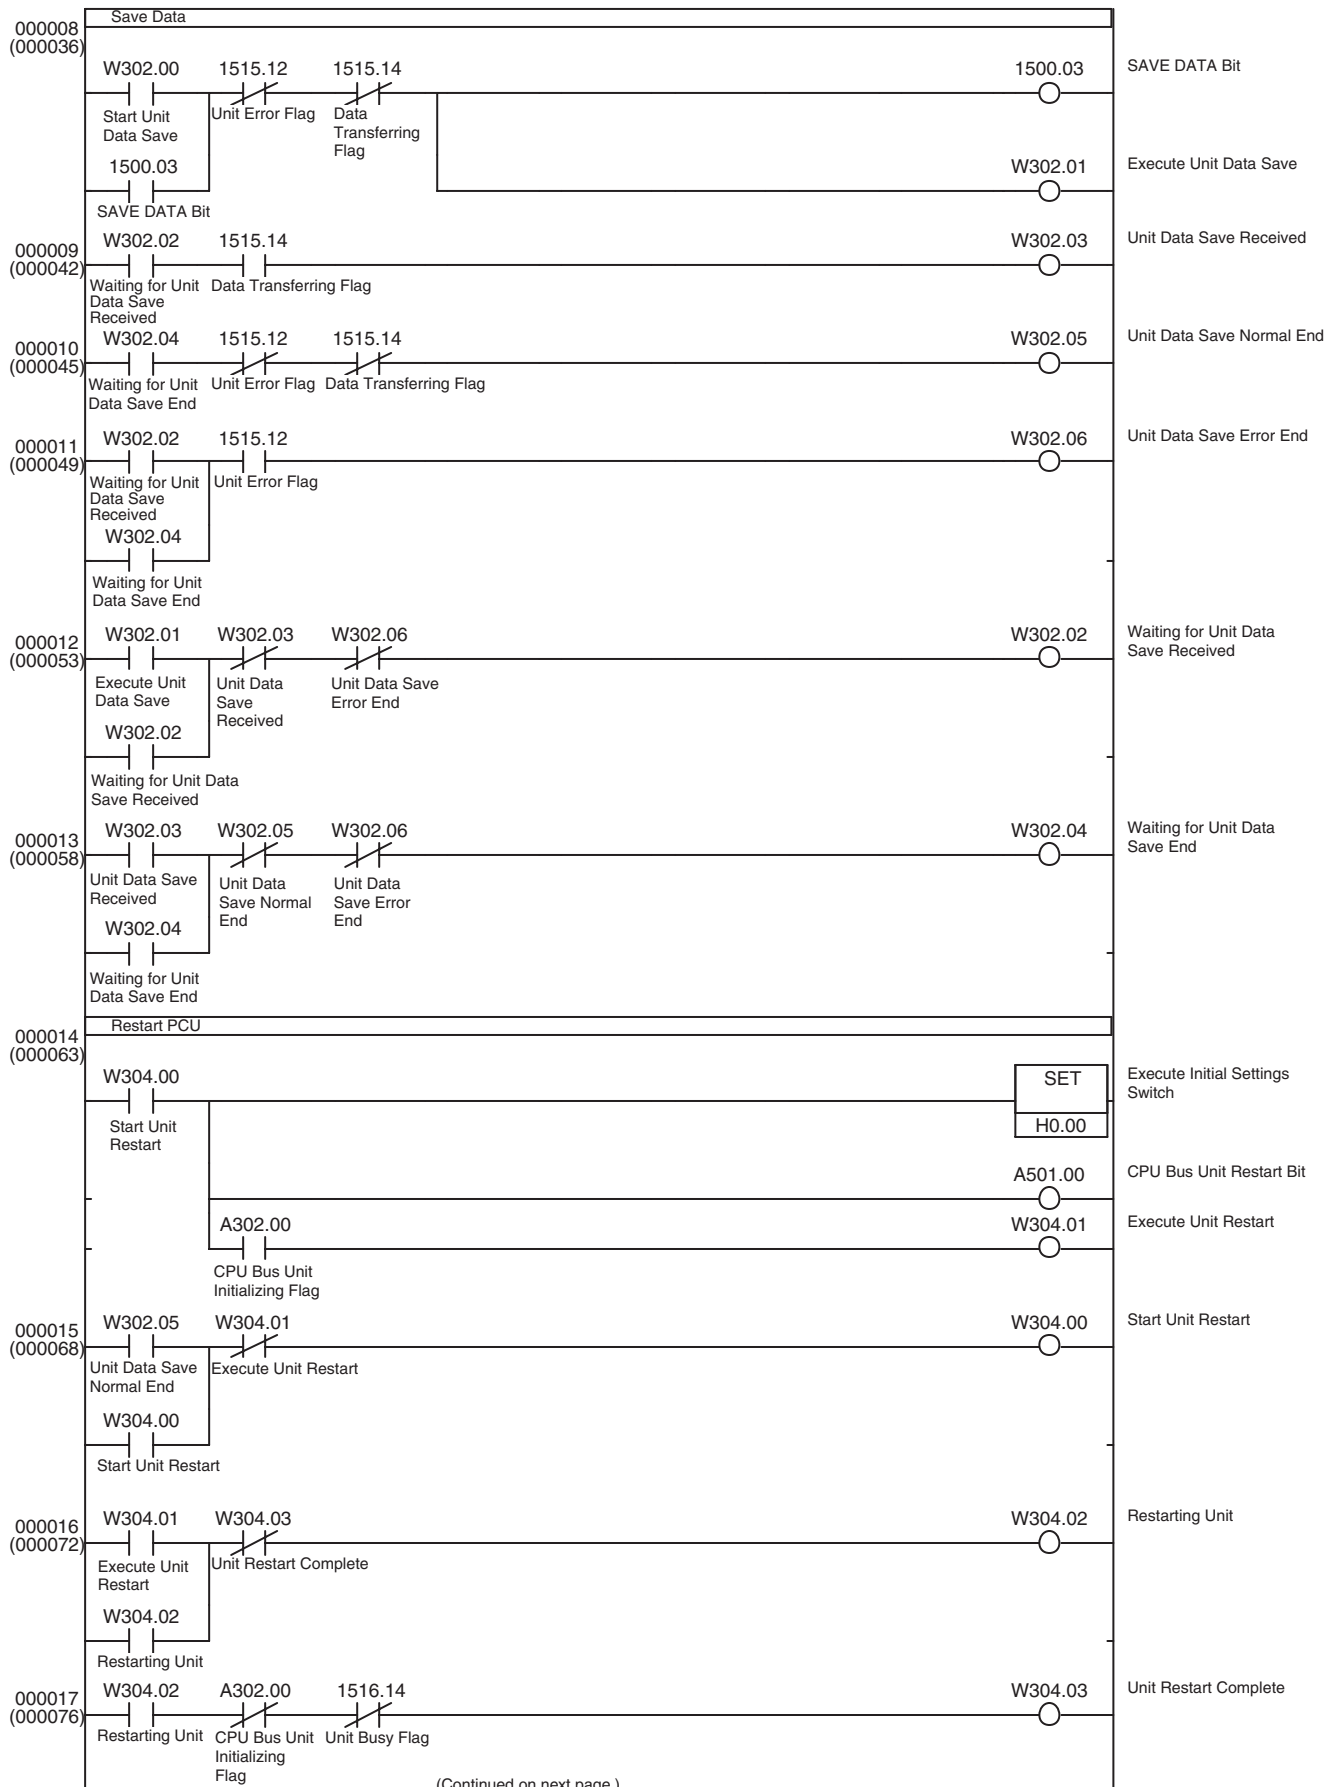 Save Data
000008
(000036)
W302.00 1515.12 1515.14 1500.03 SAVE DATA Bit
Start Unit Unit Error Flag Data
Data Save Transferring
Flag
1500.03 W302.01 Execute Unit Data Save
SAVE DATA Bit
000009 W302.02 1515.14 W302.03 Unit Data Save Received
(000042)
Waiting for Unit Data Transferring Flag
Data Save
Received
000010 W302.04 1515.12 1515.14 W302.05 Unit Data Save Normal End
(000045)
Waiting for Unit Unit Error Flag Data Transferring Flag
Data Save End
000011 W302.02 1515.12 W302.06 Unit Data Save Error End
(000049)
Waiting for Unit Unit Error Flag
Data Save
Received
W302.04
Waiting for Unit
Data Save End
000012 W302.01 W302.03 W302.06 W302.02 Waiting for Unit Data
(000053) Save Received
Execute Unit Unit Data Unit Data Save
Data Save Save Error End
Received
W302.02
Waiting for Unit Data
Save Received
000013 W302.03 W302.05 W302.06 W302.04 Waiting for Unit Data
(000058) Save End
Unit Data Save Unit Data Unit Data
Received Save Normal Save Error
End End
W302.04
Waiting for Unit
Data Save End
Restart PCU
000014
(000063)
W304.00 SET Execute Initial Settings
Switch
Start Unit H0.00
Restart
A501.00 CPU Bus Unit Restart Bit
A302.00 W304.01 Execute Unit Restart
CPU Bus Unit
Initializing Flag
000015 W302.05 W304.01 W304.00 Start Unit Restart
(000068)
Unit Data Save Execute Unit Restart
Normal End
W304.00
Start Unit Restart
000016 W304.01 W304.03 W304.02 Restarting Unit
(000072)
Execute Unit Unit Restart Complete
Restart
W304.02
Restarting Unit
000017 W304.02 A302.00 1516.14 W304.03 Unit Restart Complete
(000076)
Restarting Unit CPU Bus Unit Unit Busy Flag
Initializing
Flag
(Continued on next page.)